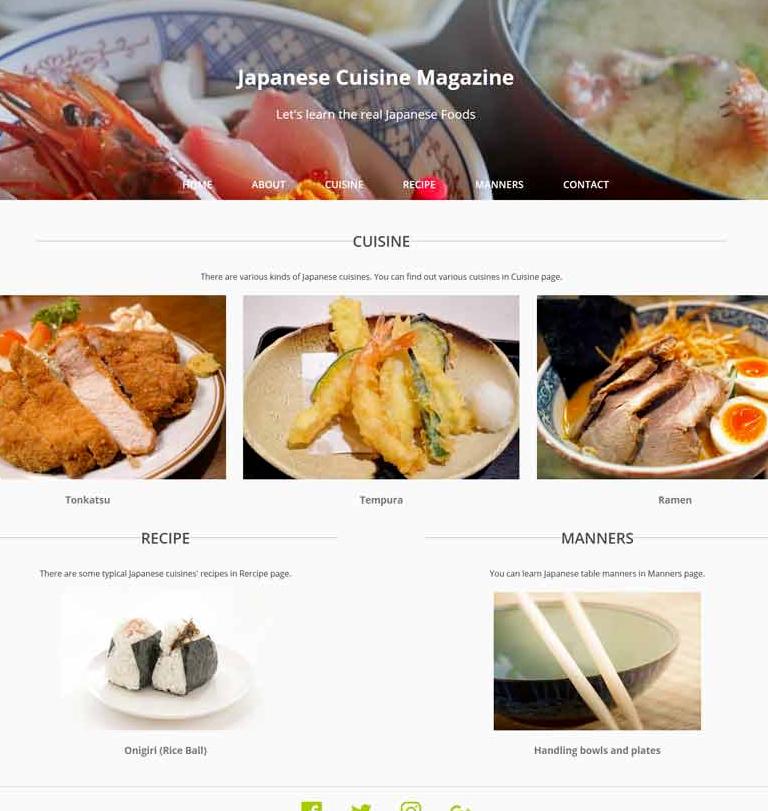 Japanese Cuisine Magazine
Let's learn the real Japanese Foods
HOME ABOUT CUISINE RECIPE MANNERS CONTACT
CUISINE
There are various kinds of Japanese cuisines. You can find out various cuisines in Cuisine page.
Tonkatsu
Tempura
Ramen
RECIPE
There are some typical Japanese cuisines' recipes in Rercipe page.
Onigiri (Rice Ball)
MANNERS
You can learn Japanese table manners in Manners page.
Handling bowls and plates